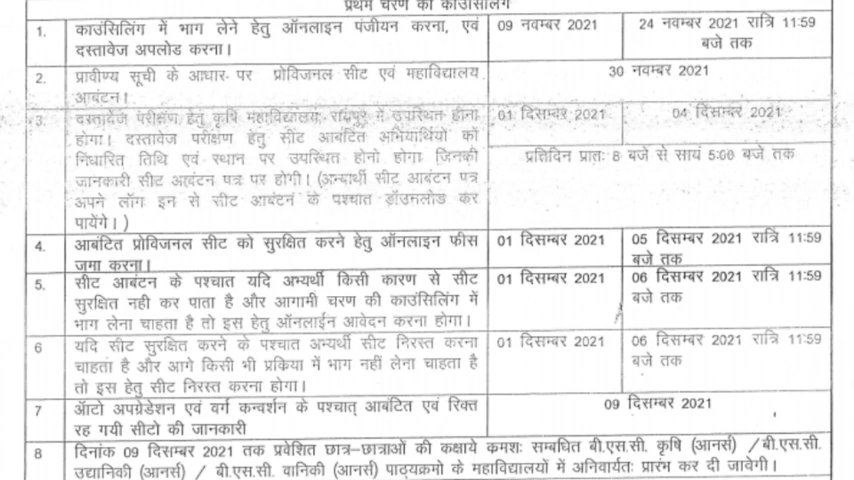 प्रथम चरण की काउंसिलिंग
1. काउंसिलिंग में भाग लेने हेतु ऑनलाइन पंजीयन करना, एवं 09 नवम्बर 2021 24 नवम्बर 2021 रात्रि 11:59
दस्तावेज अपलोड करना। बजे तक
2. प्रावीण्य सूची के आधार पर प्रोविजनल सीट एवं महाविद्यालय 30 नवम्बर 2021
आबंटन।
3. दस्तावेज परीक्षण हेतु कृषि महाविद्यालय रायपुर में उपस्थित होना 01 दिसम्बर 2021 04 दिसम्बर 2021
होगा। दस्तावेज परीक्षण हेतु सीट आबंटित अभियार्थियो को
निर्धारित तिथि एवं स्थान पर उपस्थित होनो होगा जिनकी प्रतिदिन प्रातः 8 बजे से सायं 5:00 बजे तक
जानकारी सीट आबंटन पत्र पर होगी। (अभ्यार्थी सीट आबंटन पत्र
अपने लॉग इन से सीट आबंटन के पश्चात डॉउनलोड कर
पायेंगे। )
4. आबंटित प्रोविजनल सीट को सुरक्षित करने हेतु ऑनलाइन फीस 01 दिसम्बर 2021 05 दिसम्बर 2021 रात्रि 11:59
जमा करना। बजे तक
5. सीट आबंटन के पश्चात यदि अभ्यर्थी किसी कारण से सीट 01 दिसम्बर 2021 06 दिसम्बर 2021 रात्रि 11:59
सुरक्षित नही कर पाता है और आगामी चरण की काउंसिलिंग में बजे तक
भाग लेना चाहता है तो इस हेतु ऑनलाईन आवेदन करना होगा।
6 यदि सीट सुरक्षित करने के पश्चात अभ्यर्थी सीट निरस्त करना 01 दिसम्बर 2021 06 दिसम्बर 2021 रात्रि 11:59
चाहता है और आगे किसी भी प्रकिया में भाग नहीं लेना चाहता है बजे तक
तो इस हेतु सीट निरस्त करना होगा।
7 ऑटो अपग्रेडेशन एवं वर्ग कन्वर्शन के पश्चात् आबंटित एवं रिक्त 09 दिसम्बर 2021
रह गयी सीटो की जानकारी
8 दिनांक 09 दिसम्बर 2021 तक प्रवेशित छात्र–छात्राओं की कक्षाये कमशः सम्बधित बी.एस.सी. कृषि (आनर्स) /बी.एस.सी.
उद्यानिकी (आनर्स) / बी.एस.सी. वानिकी (आनर्स) पाठ्यक्रमो के महाविद्यालयों में अनिवार्यतः प्रारंभ कर दी जावेगी।